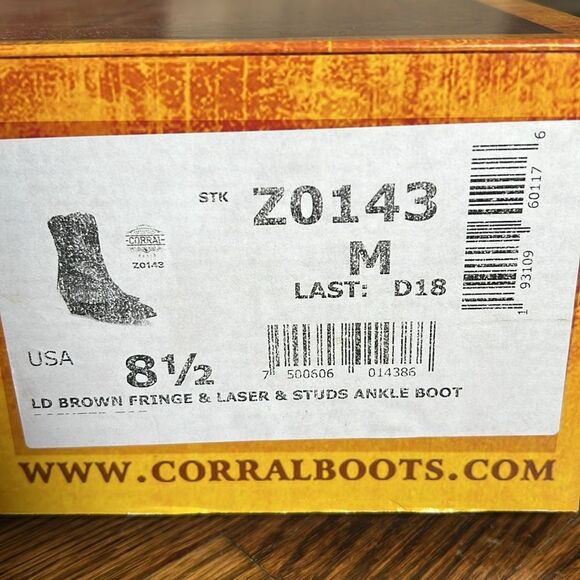 STK Z0143
M
LAST: D18
CORRAL
Z0143
1 93109 60117 6
USA 8½
7 500606 014386
LD BROWN FRINGE & LASER & STUDS ANKLE BOOT
WWW.CORRALBOOTS.COM